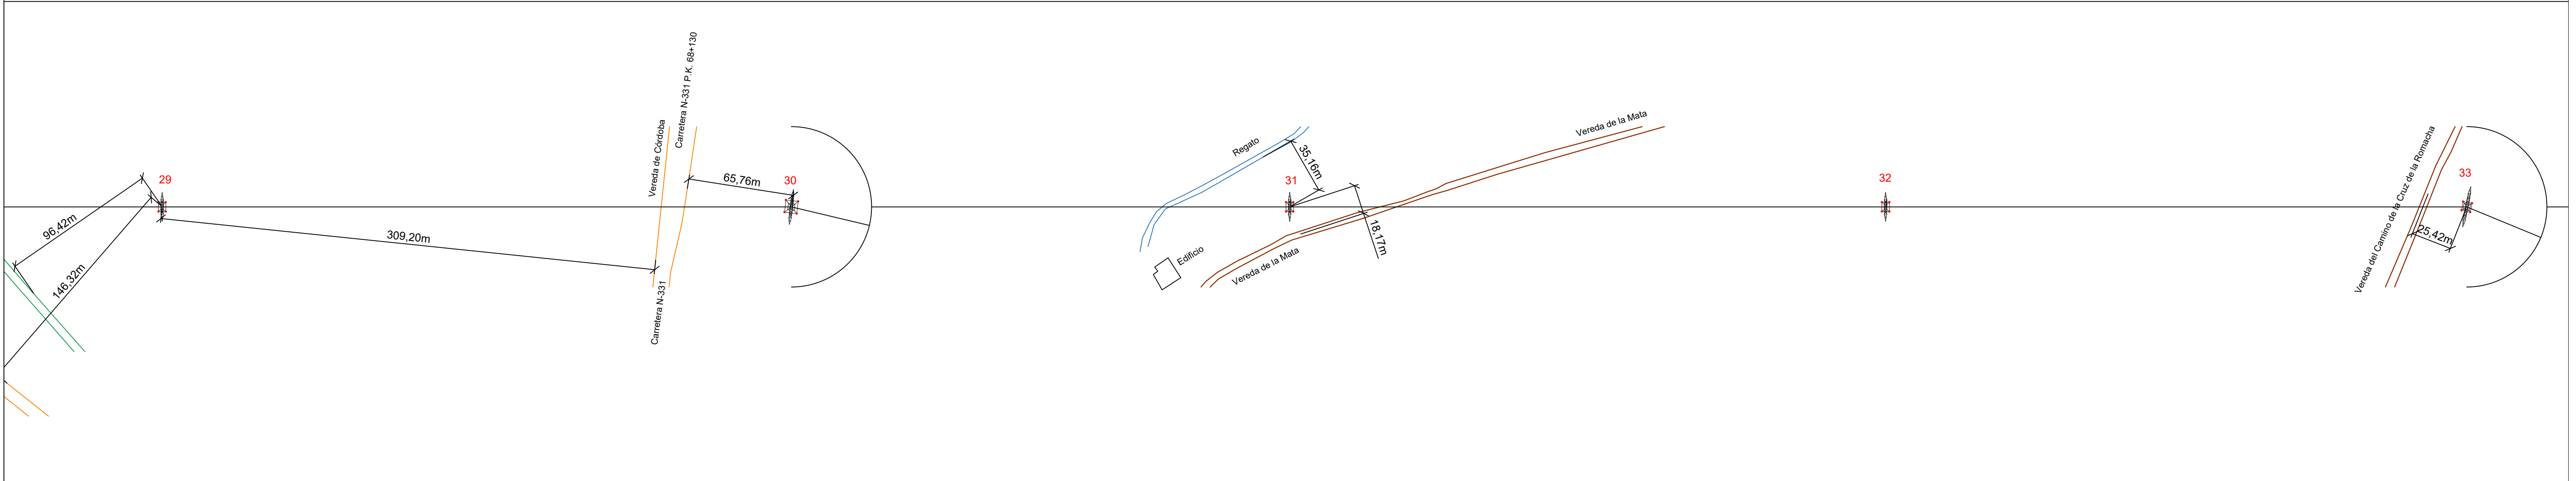 96,42m
146,32m
29
309,20m
Vereda de Córdoba
Carretera N-331 P.K. 68+130
Carretera N-331
65,76m
30
Regato
Edificio
35,16m
31
18,17m
Vereda de la Mata
Vereda de la Mata
32
Vereda del Camino de la Cruz de la Romacha
25,42m
33